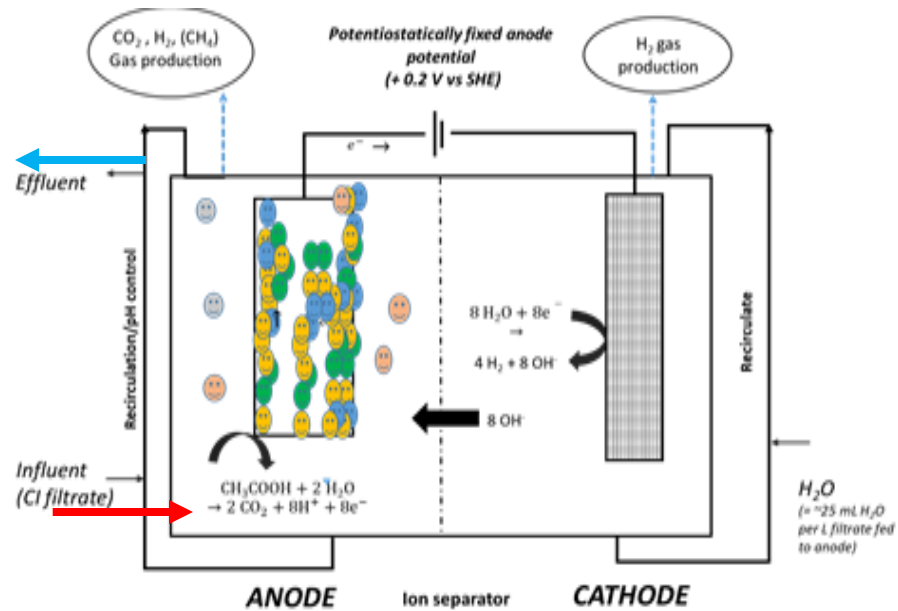 CO₂ , H₂, (CH₄)
Gas production
Potentiostatically fixed anode
potential
(+ 0.2 V vs SHE)
H₂ gas
production
e⁻ →
Effluent
Recirculation/pH control
Influent
(CI filtrate)
CH₃COOH + 2 H₂O
→ 2 CO₂ + 8H⁺ + 8e⁻
8 H₂O + 8e⁻
→
4 H₂ + 8 OH⁻
8 OH⁻
Recirculate
H₂O
(= ~25 mL H₂O
per L filtrate fed
to anode)
ANODE
Ion separator
CATHODE